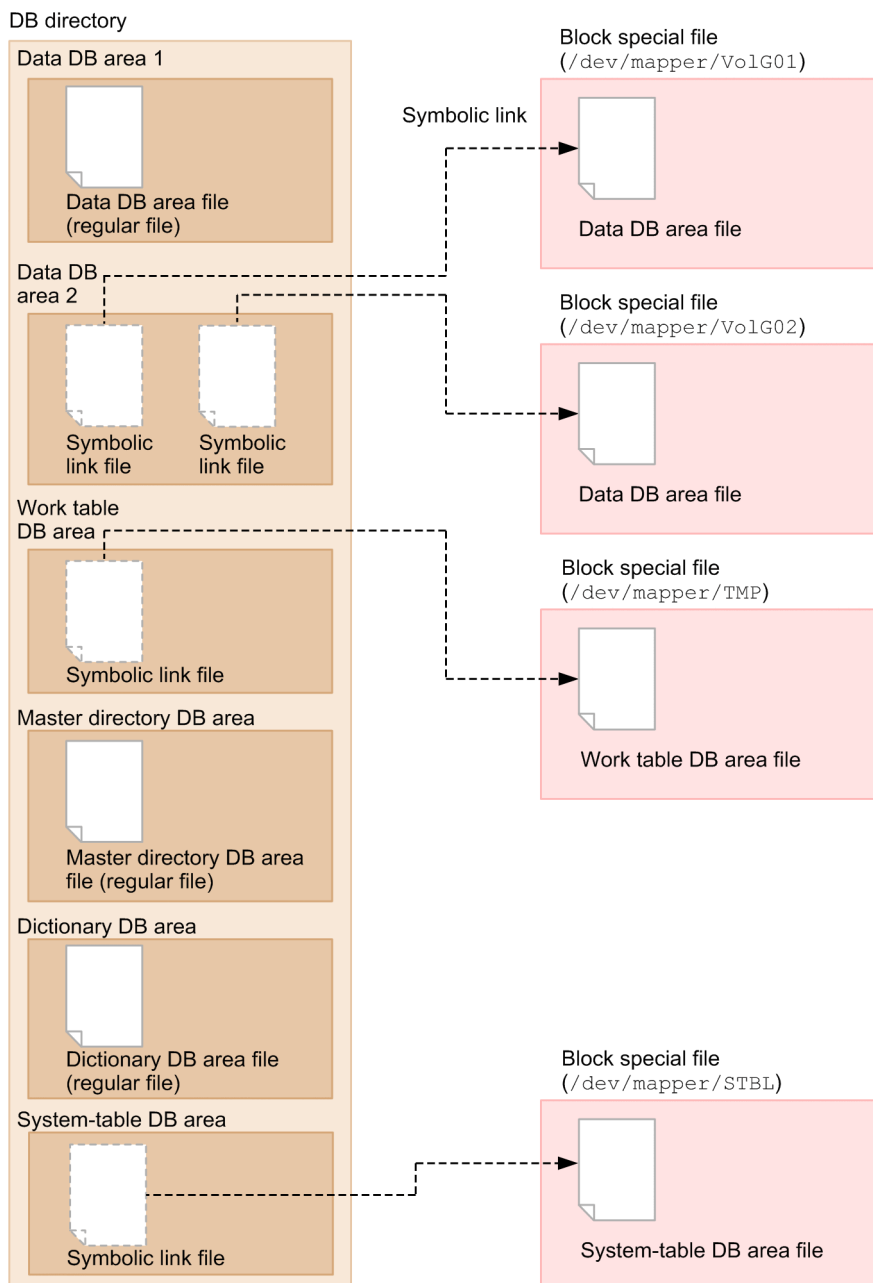 DB directory
Data DB area 1
Data DB area file
(regular file)
Data DB
area 2
Symbolic
link file
Symbolic
link file
Work table
DB area
Symbolic link file
Master directory DB area
Master directory DB area
file (regular file)
Dictionary DB area
Dictionary DB area file
(regular file)
System-table DB area
Symbolic link file
Symbolic link
Block special file
(/dev/mapper/VolG01)
Data DB area file
Block special file
(/dev/mapper/VolG02)
Data DB area file
Block special file
(/dev/mapper/TMP)
Work table DB area file
Block special file
(/dev/mapper/STBL)
System-table DB area file